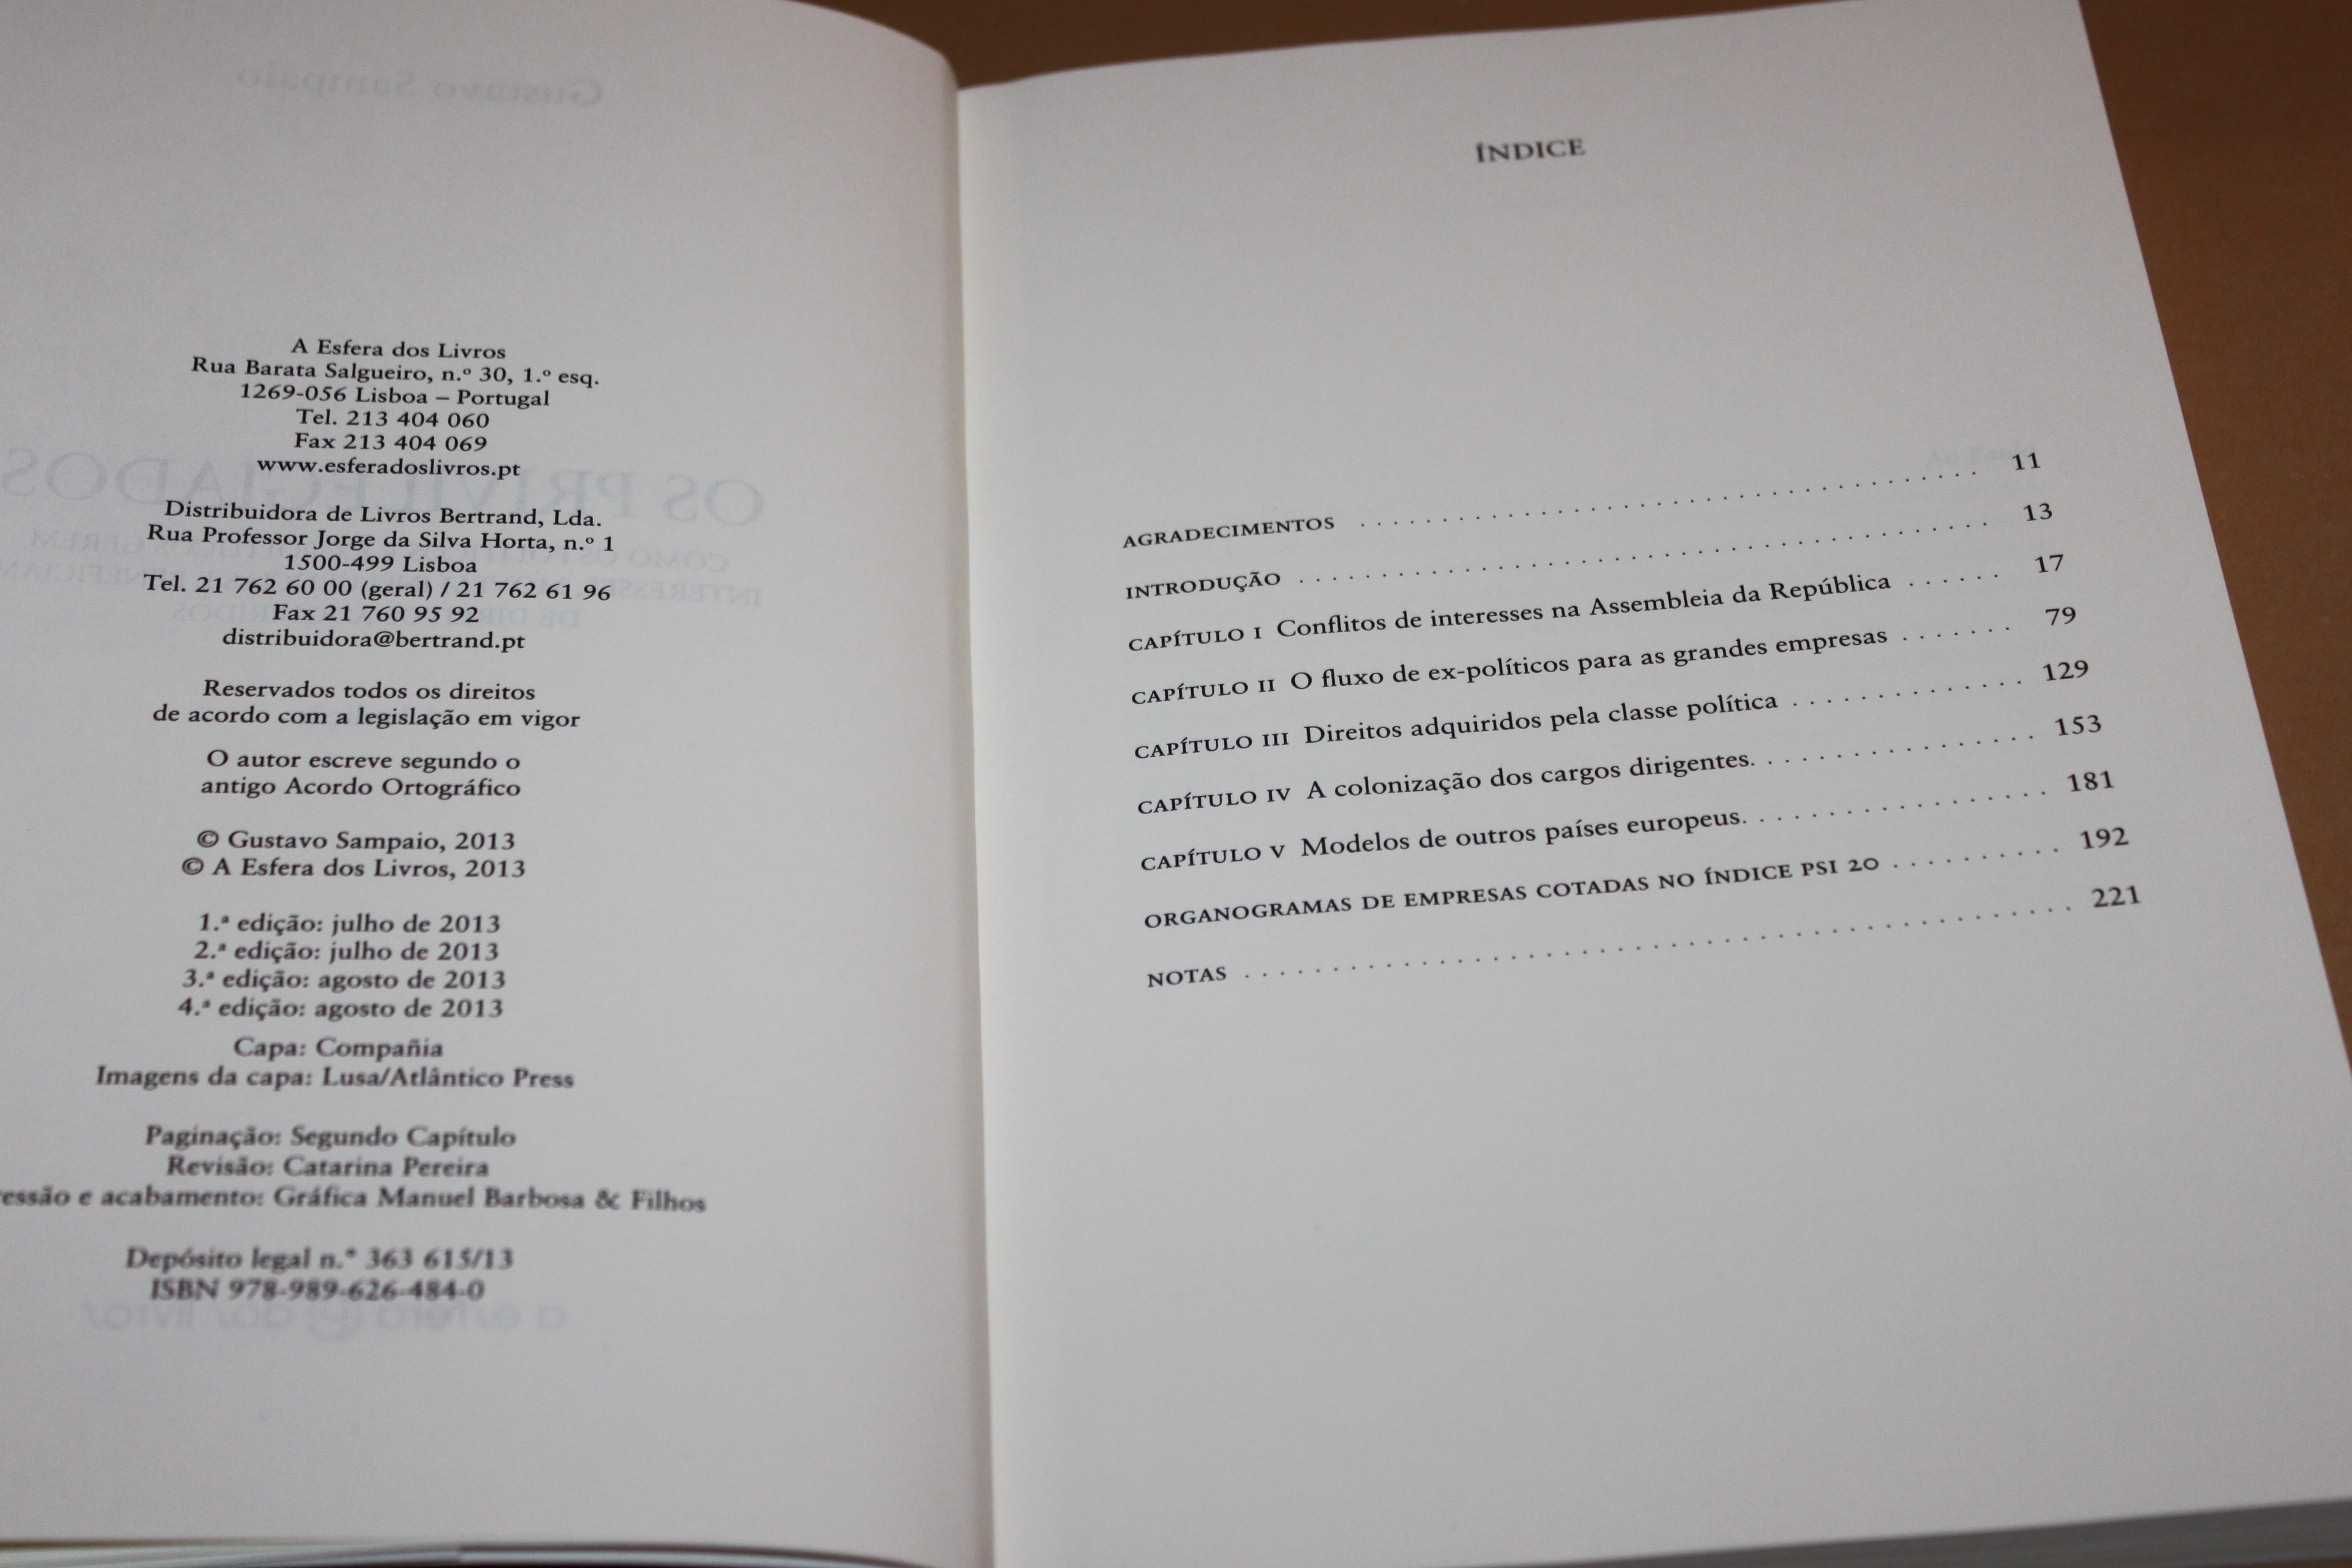 A Esfera dos Livros
Rua Barata Salgueiro, n.º 30, 1.º esq.
1269-056 Lisboa – Portugal
Tel. 213 404 060
Fax 213 404 069
www.esferadoslivros.pt
Distribuidora de Livros Bertrand, Lda.
Rua Professor Jorge da Silva Horta, n.º 1
1500-499 Lisboa
Tel. 21 762 60 00 (geral) / 21 762 61 96
Fax 21 760 95 92
distribuidora@bertrand.pt
Reservados todos os direitos
de acordo com a legislação em vigor
O autor escreve segundo o
antigo Acordo Ortográfico
© Gustavo Sampaio, 2013
© A Esfera dos Livros, 2013
1.ª edição: julho de 2013
2.ª edição: julho de 2013
3.ª edição: agosto de 2013
4.ª edição: agosto de 2013
Capa: Compañia
Imagens da capa: Lusa/Atlântico Press
Paginação: Segundo Capítulo
Revisão: Catarina Pereira
essão e acabamento: Gráfica Manuel Barbosa & Filhos
Depósito legal n.º 363 615/13
ISBN 978-989-626-484-0
ÍNDICE
AGRADECIMENTOS . . . . . . . . . . . . . . . . . . . . 11
INTRODUÇÃO . . . . . . . . . . . . . . . . . . . . 13
CAPÍTULO I Conflitos de interesses na Assembleia da República . . . . . . 17
CAPÍTULO II O fluxo de ex-políticos para as grandes empresas . . . . . . . 79
CAPÍTULO III Direitos adquiridos pela classe política . . . . . . . . . . . . . . 129
CAPÍTULO IV A colonização dos cargos dirigentes. . . . . . . . . . . . . . . . . 153
CAPÍTULO V Modelos de outros países europeus. . . . . . . . . . . . . . . . . . 181
ORGANOGRAMAS DE EMPRESAS COTADAS NO ÍNDICE PSI 20 . . . . . . . . . . 192
NOTAS . . . . . . . . . . . . . . . . . . . . 221